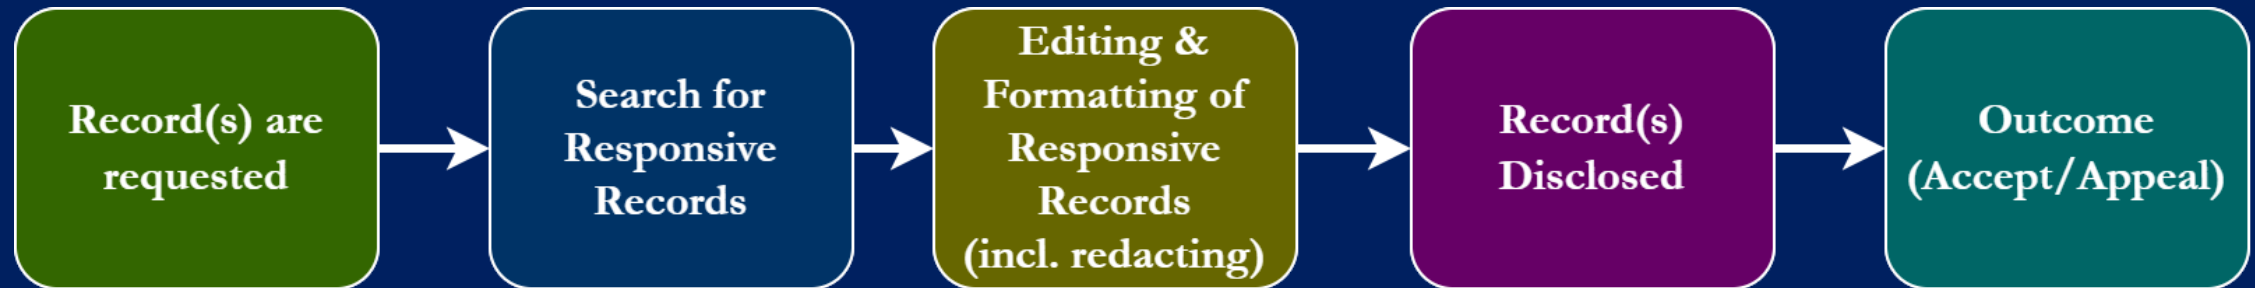 Record(s) are
requested
Search for
Responsive
Records
Editing &
Formatting of
Responsive
Records
(incl. redacting)
Record(s)
Disclosed
Outcome
(Accept/Appeal)